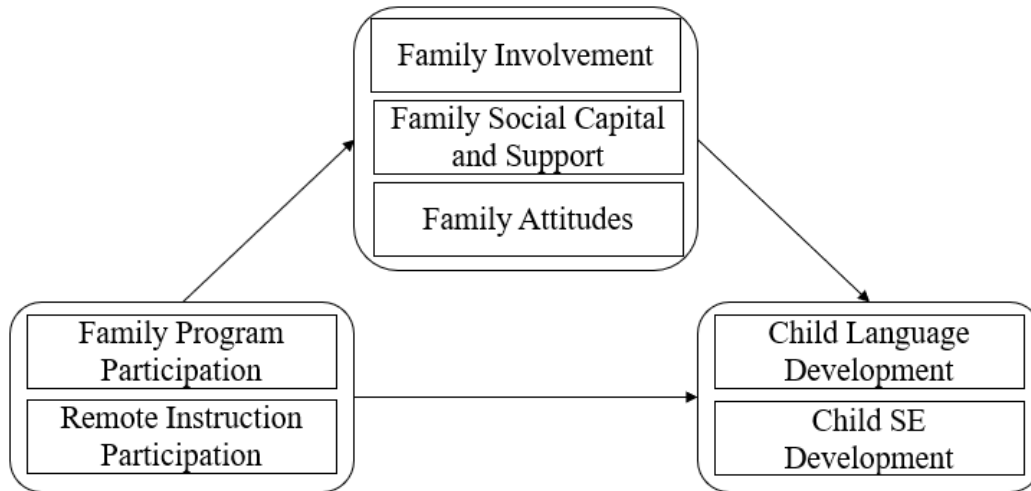 Family Involvement
Family Social Capital
and Support
Family Attitudes
Family Program
Participation
Remote Instruction
Participation
Child Language
Development
Child SE
Development